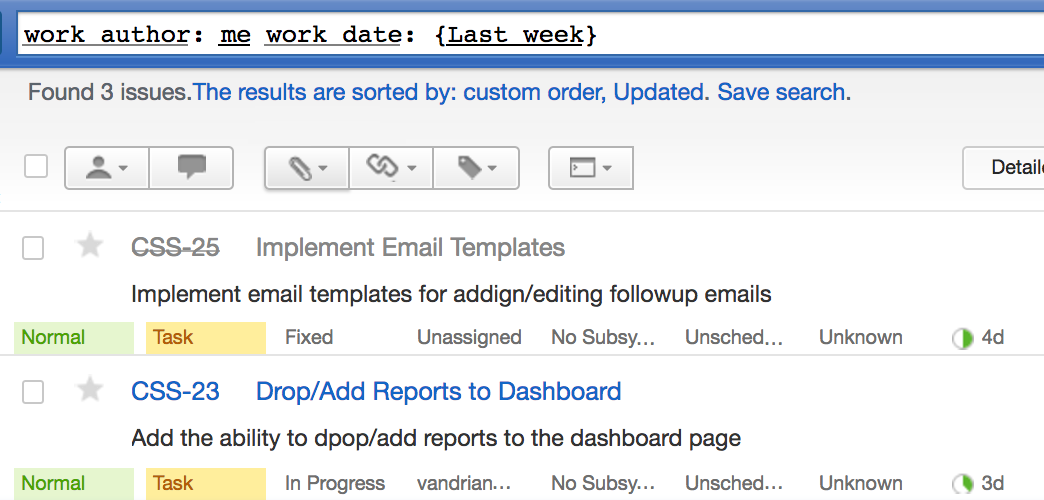 work author: me work date: {Last week}
Found 3 issues.The results are sorted by: custom order, Updated. Save search.
Detaile
CSS-25 Implement Email Templates
Implement email templates for addign/editing followup emails
Normal Task Fixed Unassigned No Subsy... Unsched... Unknown 4d
CSS-23 Drop/Add Reports to Dashboard
Add the ability to dpop/add reports to the dashboard page
Normal Task In Progress vandrian... No Subsy... Unsched... Unknown 3d